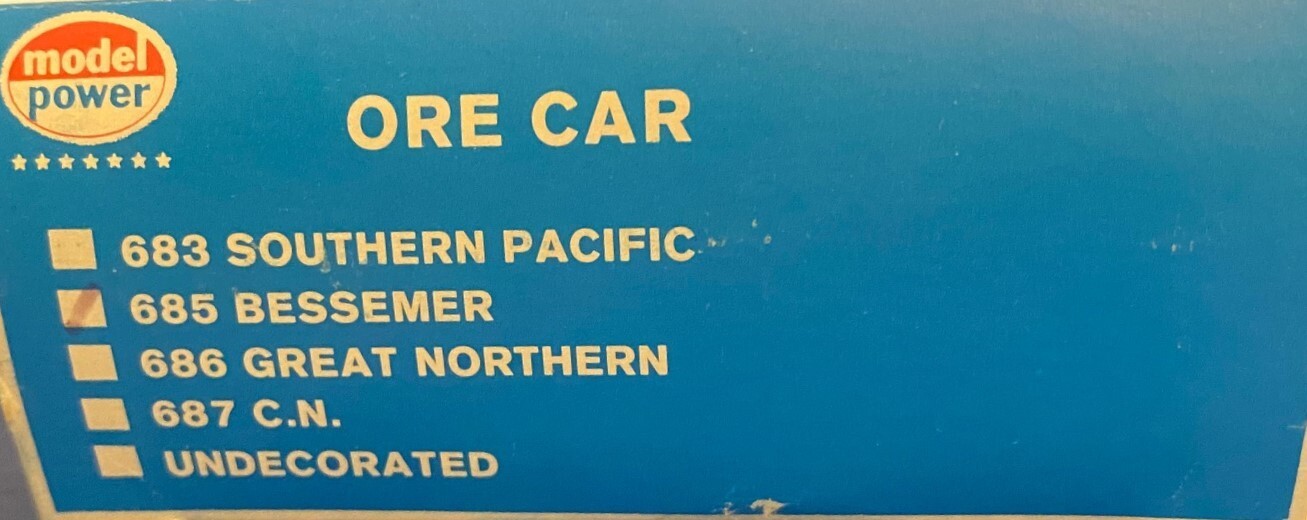 model
power
ORE CAR
683 SOUTHERN PACIFIC
685 BESSEMER
686 GREAT NORTHERN
687 C.N.
UNDECORATED